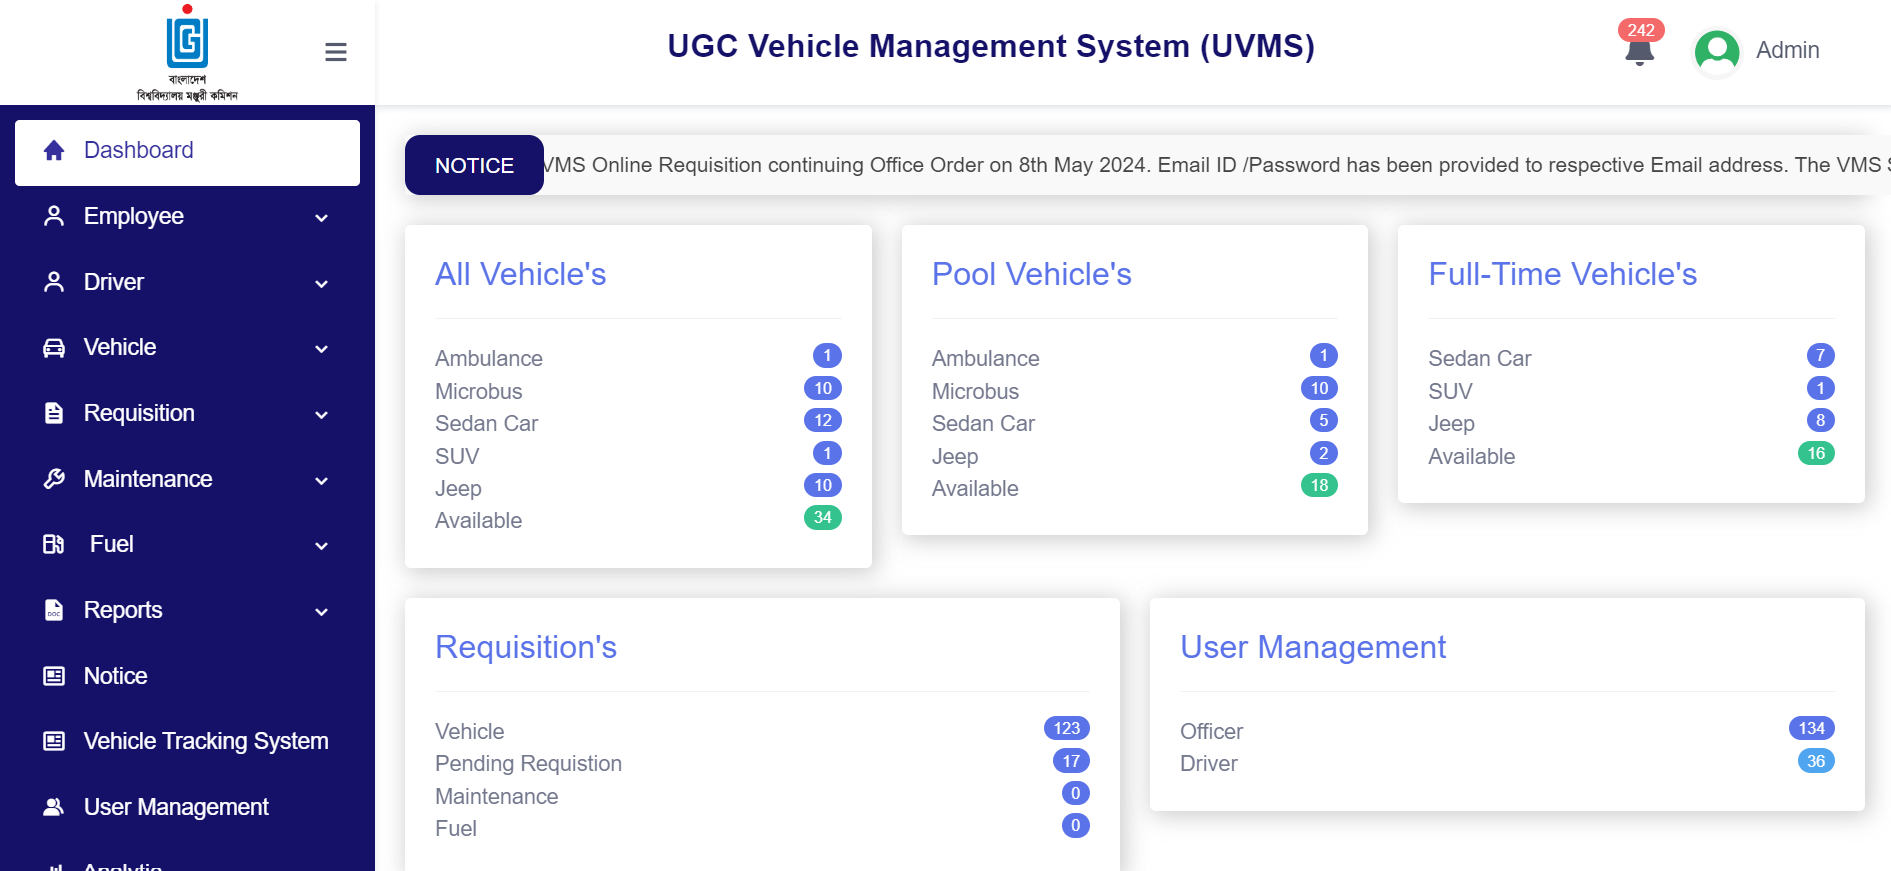 বাংলাদেশ
বিশ্ববিদ্যালয় মঞ্জুরী কমিশন
UGC Vehicle Management System (UVMS)
242
Admin
Dashboard
Employee
Driver
Vehicle
Requisition
Maintenance
Fuel
Reports
Notice
Vehicle Tracking System
User Management
NOTICE
VMS Online Requisition continuing Office Order on 8th May 2024. Email ID /Password has been provided to respective Email address. The VMS
All Vehicle's
Ambulance 1
Microbus 10
Sedan Car 12
SUV 1
Jeep 10
Available 34
Pool Vehicle's
Ambulance 1
Microbus 10
Sedan Car 5
Jeep 2
Available 18
Full-Time Vehicle's
Sedan Car 7
SUV 1
Jeep 8
Available 16
Requisition's
Vehicle 123
Pending Requistion 17
Maintenance 0
Fuel 0
User Management
Officer 134
Driver 36